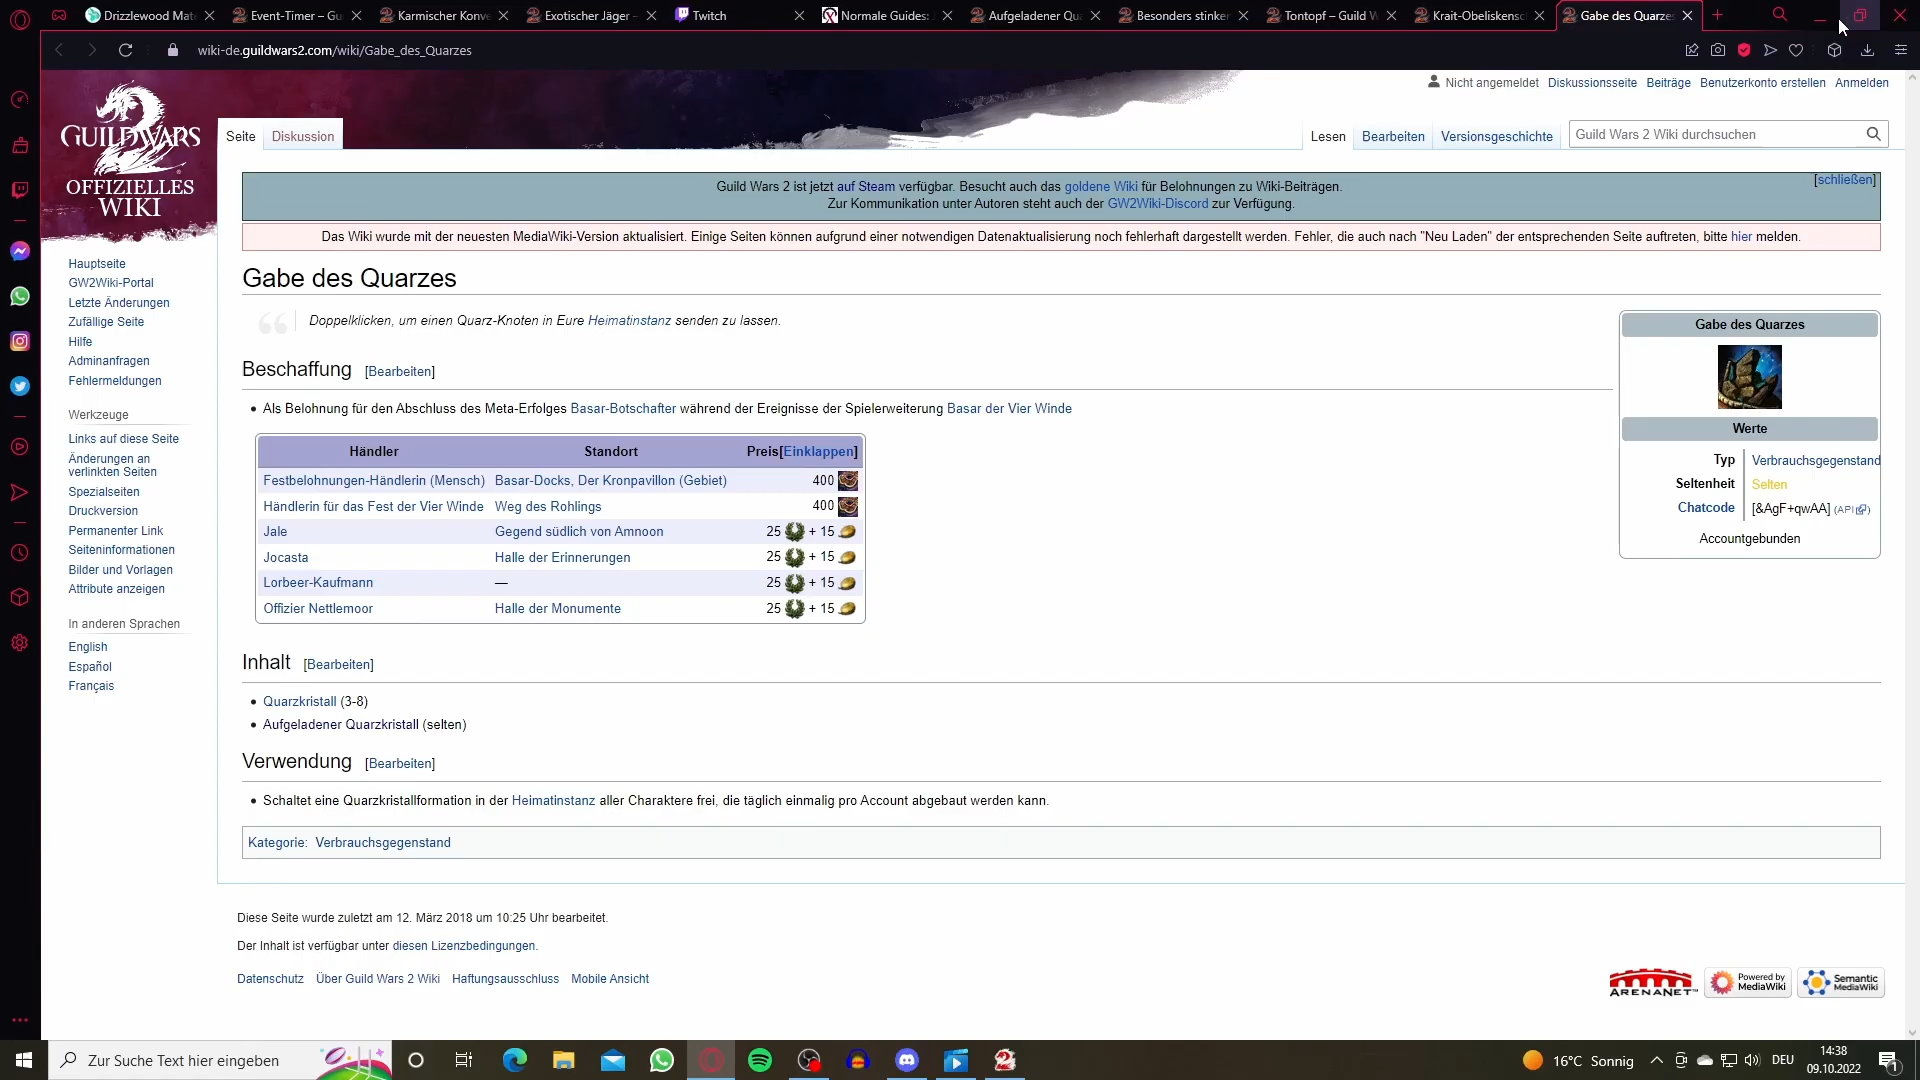 Drizzlewood Mat
Event-Timer – Gu
Karmischer Konve
Exotischer Jäger –
Twitch
Normale Guides:
Aufgeladener Qu
Besonders stinker
Tontopf – Guild W
Krait-Obeliskensc
Gabe des Quarzes
wiki-de.guildwars2.com/wiki/Gabe_des_Quarzes
Nicht angemeldet Diskussionsseite Beiträge Benutzerkonto erstellen Anmelden
GUILDWARS
2
OFFIZIELLES
WIKI
Seite Diskussion
Lesen Bearbeiten Versionsgeschichte
Guild Wars 2 Wiki durchsuchen
Guild Wars 2 ist jetzt auf Steam verfügbar. Besucht auch das goldene Wiki für Belohnungen zu Wiki-Beiträgen.
[schließen]
Zur Kommunikation unter Autoren steht auch der GW2Wiki-Discord zur Verfügung.
Das Wiki wurde mit der neuesten MediaWiki-Version aktualisiert. Einige Seiten können aufgrund einer notwendigen Datenaktualisierung noch fehlerhaft dargestellt werden. Fehler, die auch nach "Neu Laden" der entsprechenden Seite auftreten, bitte hier melden.
Hauptseite
GW2Wiki-Portal
Letzte Änderungen
Zufällige Seite
Hilfe
Adminanfragen
Fehlermeldungen
Werkzeuge
Links auf diese Seite
Änderungen an
verlinkten Seiten
Spezialseiten
Druckversion
Permanenter Link
Seiteninformationen
Bilder und Vorlagen
Attribute anzeigen
In anderen Sprachen
English
Español
Français
Gabe des Quarzes
Doppelklicken, um einen Quarz-Knoten in Eure Heimatinstanz senden zu lassen.
Beschaffung [Bearbeiten]
Als Belohnung für den Abschluss des Meta-Erfolges Basar-Botschafter während der Ereignisse der Spielerweiterung Basar der Vier Winde
Händler Standort Preis[Einklappen]
Festbelohnungen-Händlerin (Mensch) Basar-Docks, Der Kronpavillon (Gebiet) 400
Händlerin für das Fest der Vier Winde Weg des Rohlings 400
Jale Gegend südlich von Amnoon 25 + 15
Jocasta Halle der Erinnerungen 25 + 15
Lorbeer-Kaufmann — 25 + 15
Offizier Nettlemoor Halle der Monumente 25 + 15
Gabe des Quarzes
Werte
Typ Verbrauchsgegenstand
Seltenheit Selten
Chatcode [&AgF+qwAA] (API)
Accountgebunden
Inhalt [Bearbeiten]
Quarzkristall (3-8)
Aufgeladener Quarzkristall (selten)
Verwendung [Bearbeiten]
Schaltet eine Quarzkristallformation in der Heimatinstanz aller Charaktere frei, die täglich einmalig pro Account abgebaut werden kann.
Kategorie: Verbrauchsgegenstand
Diese Seite wurde zuletzt am 12. März 2018 um 10:25 Uhr bearbeitet.
Der Inhalt ist verfügbar unter diesen Lizenzbedingungen.
Datenschutz Über Guild Wars 2 Wiki Haftungsausschluss Mobile Ansicht
ARENANET
Powered by
MediaWiki
Semantic
MediaWiki
Zur Suche Text hier eingeben
16°C Sonnig
DEU
14:38
09.10.2022
1